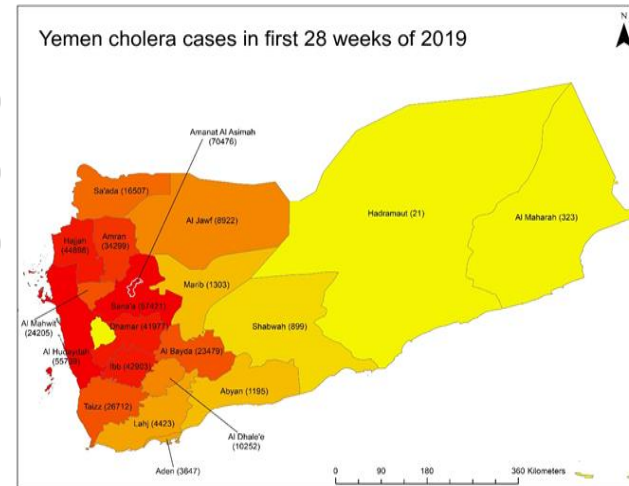 Yemen cholera cases in first 28 weeks of 2019
N
Amanat Al Asimah
(70476)
Sa'ada (16507)
Al Jawf (8922)
Hadramaut (21)
Al Maharah (323)
Hajjah
(44888)
Amran
(34299)
Marib (1303)
Sana'a (57421)
Al Mahwit
(24205)
Dhamar (41977)
Shabwah (899)
Al Hudaydah
Al Bayda (23479)
Ibb (42903)
Abyan (1195)
Taizz (26712)
Lahj (4423)
Al Dhale'e
(10252)
Aden (3647)
0 90 180 360 Kilometers